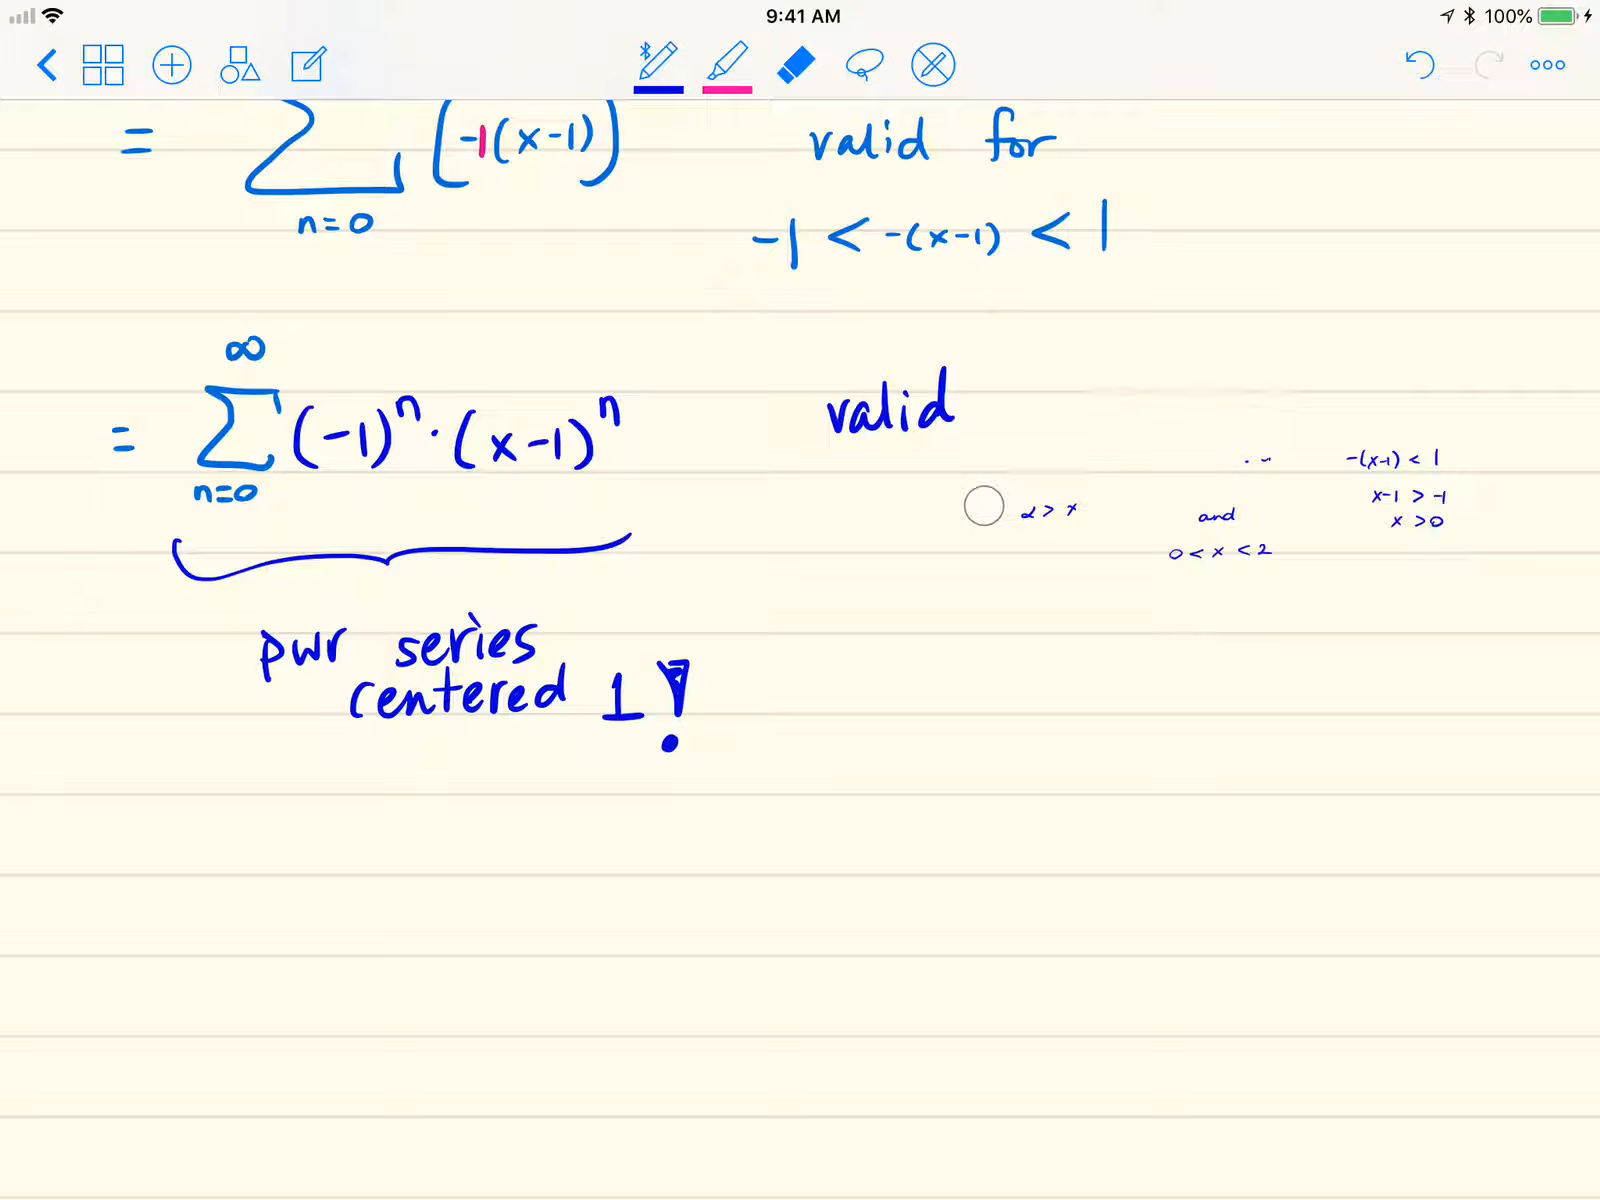 9:41 AM
100%
= ∑ n=0 [-1(x-1)] valid for
-1 < -(x-1) < 1
= ∑ n=0 ∞ (-1)ⁿ · (x-1)ⁿ valid
-(x-1) < 1
x-1 > -1
2 > x and x > 0
0 < x < 2
pwr series
centered 1!